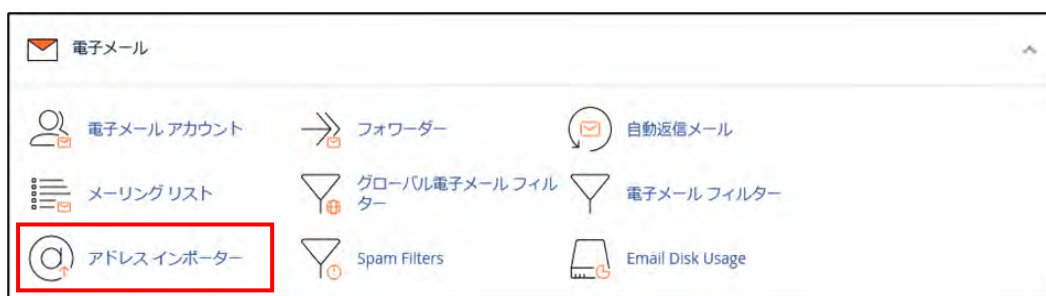 電子メール
電子メール アカウント
フォワーダー
自動返信メール
メーリング リスト
グローバル電子メール フィル
ター
電子メール フィルター
アドレス インポーター
Spam Filters
Email Disk Usage